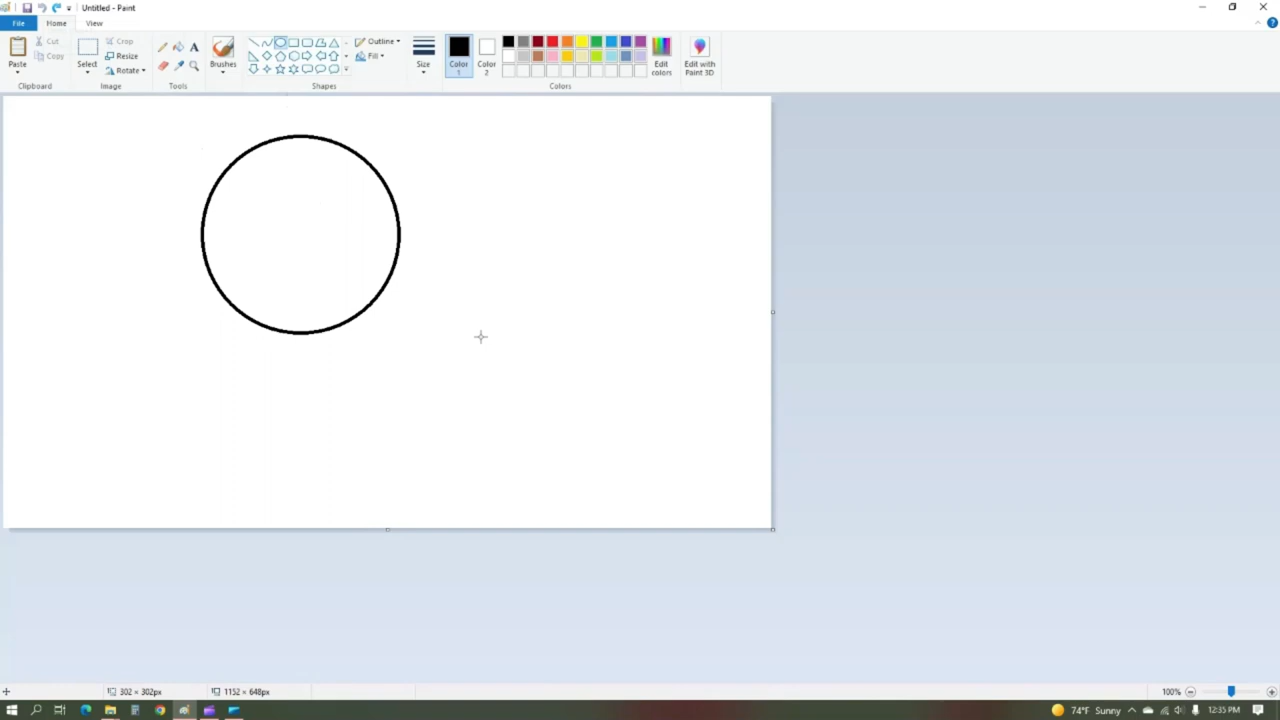 Untitled - Paint
File Home View
Paste
Cut
Copy
Clipboard
Select
Crop
Resize
Rotate
Image
A
Tools
Brushes
Shapes
Outline
Fill
Size
Color 1
Color 2
Edit colors
Colors
Edit with Paint 3D
302 × 302px
1152 × 648px
100%
74°F Sunny
12:35 PM